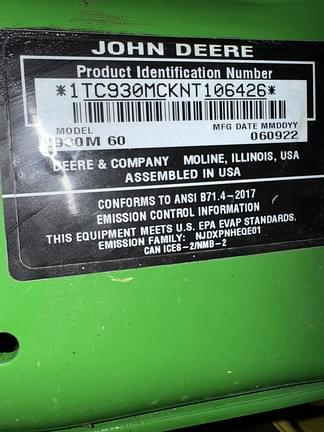 JOHN DEERE
Product Identification Number
*1TC930MCKNT106426*
MODEL MFG DATE MMDDYY
Z930M 60 060922
DEERE & COMPANY MOLINE, ILLINOIS, USA
ASSEMBLED IN USA
CONFORMS TO ANSI B71.4-2017
EMISSION CONTROL INFORMATION
THIS EQUIPMENT MEETS U.S. EPA EVAP STANDARDS.
EMISSION FAMILY: NJDXPNHEQE01
CAN ICES-2/NMB-2